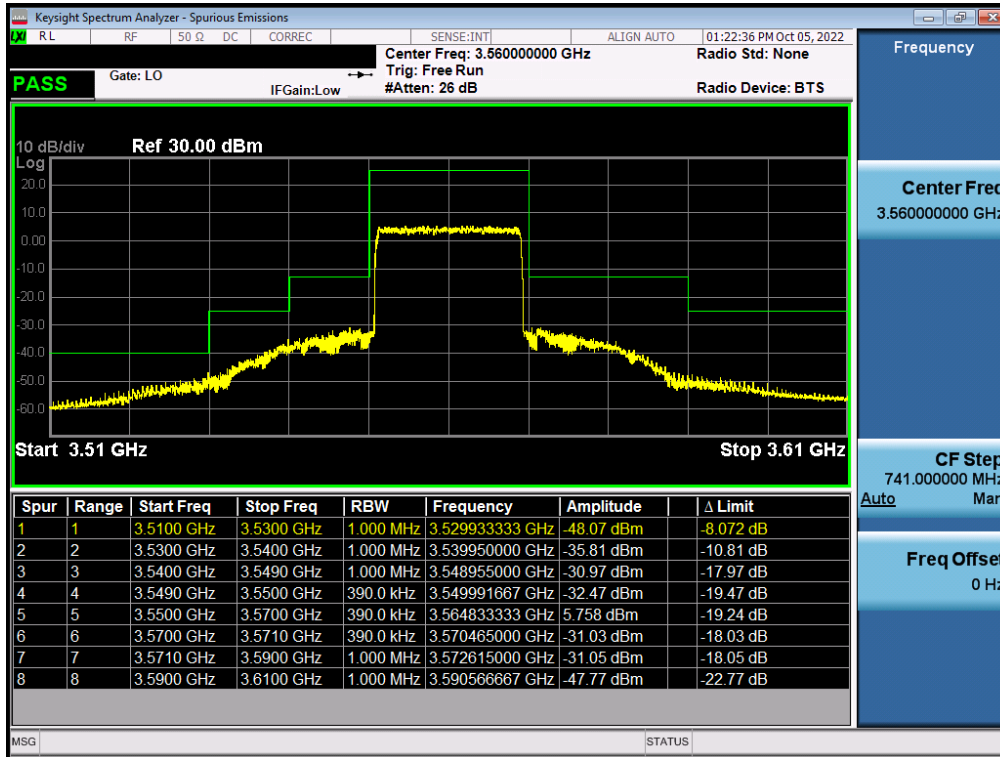 Keysight Spectrum Analyzer - Spurious Emissions
LXI RL RF 50 Ω DC CORREC SENSE:INT ALIGN AUTO 01:22:36 PM Oct 05, 2022
Center Freq: 3.560000000 GHz Radio Std: None
Gate: LO Trig: Free Run
PASS IFGain:Low #Atten: 26 dB Radio Device: BTS
10 dB/div Ref 30.00 dBm
Log
20.0
10.0
0.00
-10.0
-20.0
-30.0
-40.0
-50.0
-60.0
Start 3.51 GHz Stop 3.61 GHz
Spur Range Start Freq Stop Freq RBW Frequency Amplitude Δ Limit
1 1 3.5100 GHz 3.5300 GHz 1.000 MHz 3.529933333 GHz -48.07 dBm -8.072 dB
2 2 3.5300 GHz 3.5400 GHz 1.000 MHz 3.539950000 GHz -35.81 dBm -10.81 dB
3 3 3.5400 GHz 3.5490 GHz 1.000 MHz 3.548955000 GHz -30.97 dBm -17.97 dB
4 4 3.5490 GHz 3.5500 GHz 390.0 kHz 3.549991667 GHz -32.47 dBm -19.47 dB
5 5 3.5500 GHz 3.5700 GHz 390.0 kHz 3.564833333 GHz 5.758 dBm -19.24 dB
6 6 3.5700 GHz 3.5710 GHz 390.0 kHz 3.570465000 GHz -31.03 dBm -18.03 dB
7 7 3.5710 GHz 3.5900 GHz 1.000 MHz 3.572615000 GHz -31.05 dBm -18.05 dB
8 8 3.5900 GHz 3.6100 GHz 1.000 MHz 3.590566667 GHz -47.77 dBm -22.77 dB
MSG STATUS
Frequency
Center Freq
3.560000000 GHz
CF Step
741.000000 MHz
Auto Man
Freq Offset
0 Hz